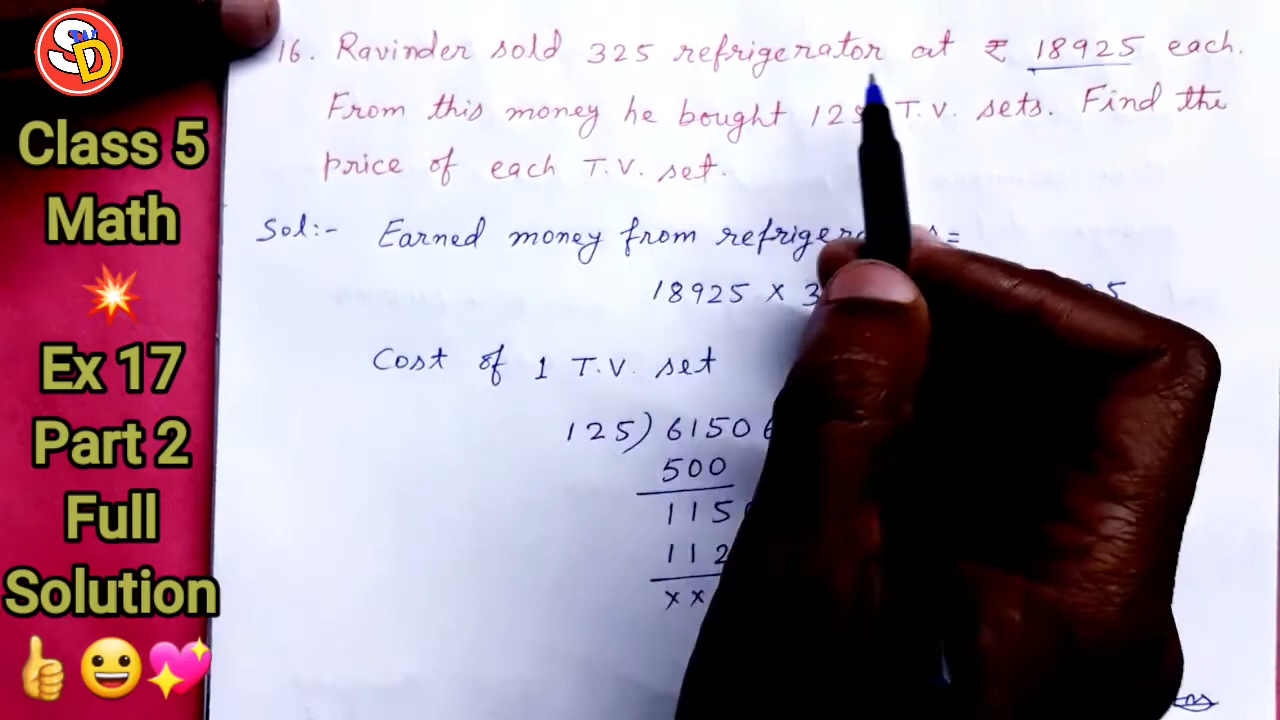 SD
Class 5
Math
Ex 17
Part 2
Full
Solution
16. Ravinder sold 325 refrigerator at ₹ 18925 each.
From this money he bought 125 T.V. sets. Find the
price of each T.V. set.
Sol:- Earned money from =
18925 × 3
Cost of 1 T.V. set
125) 6150
500
115
112
xx